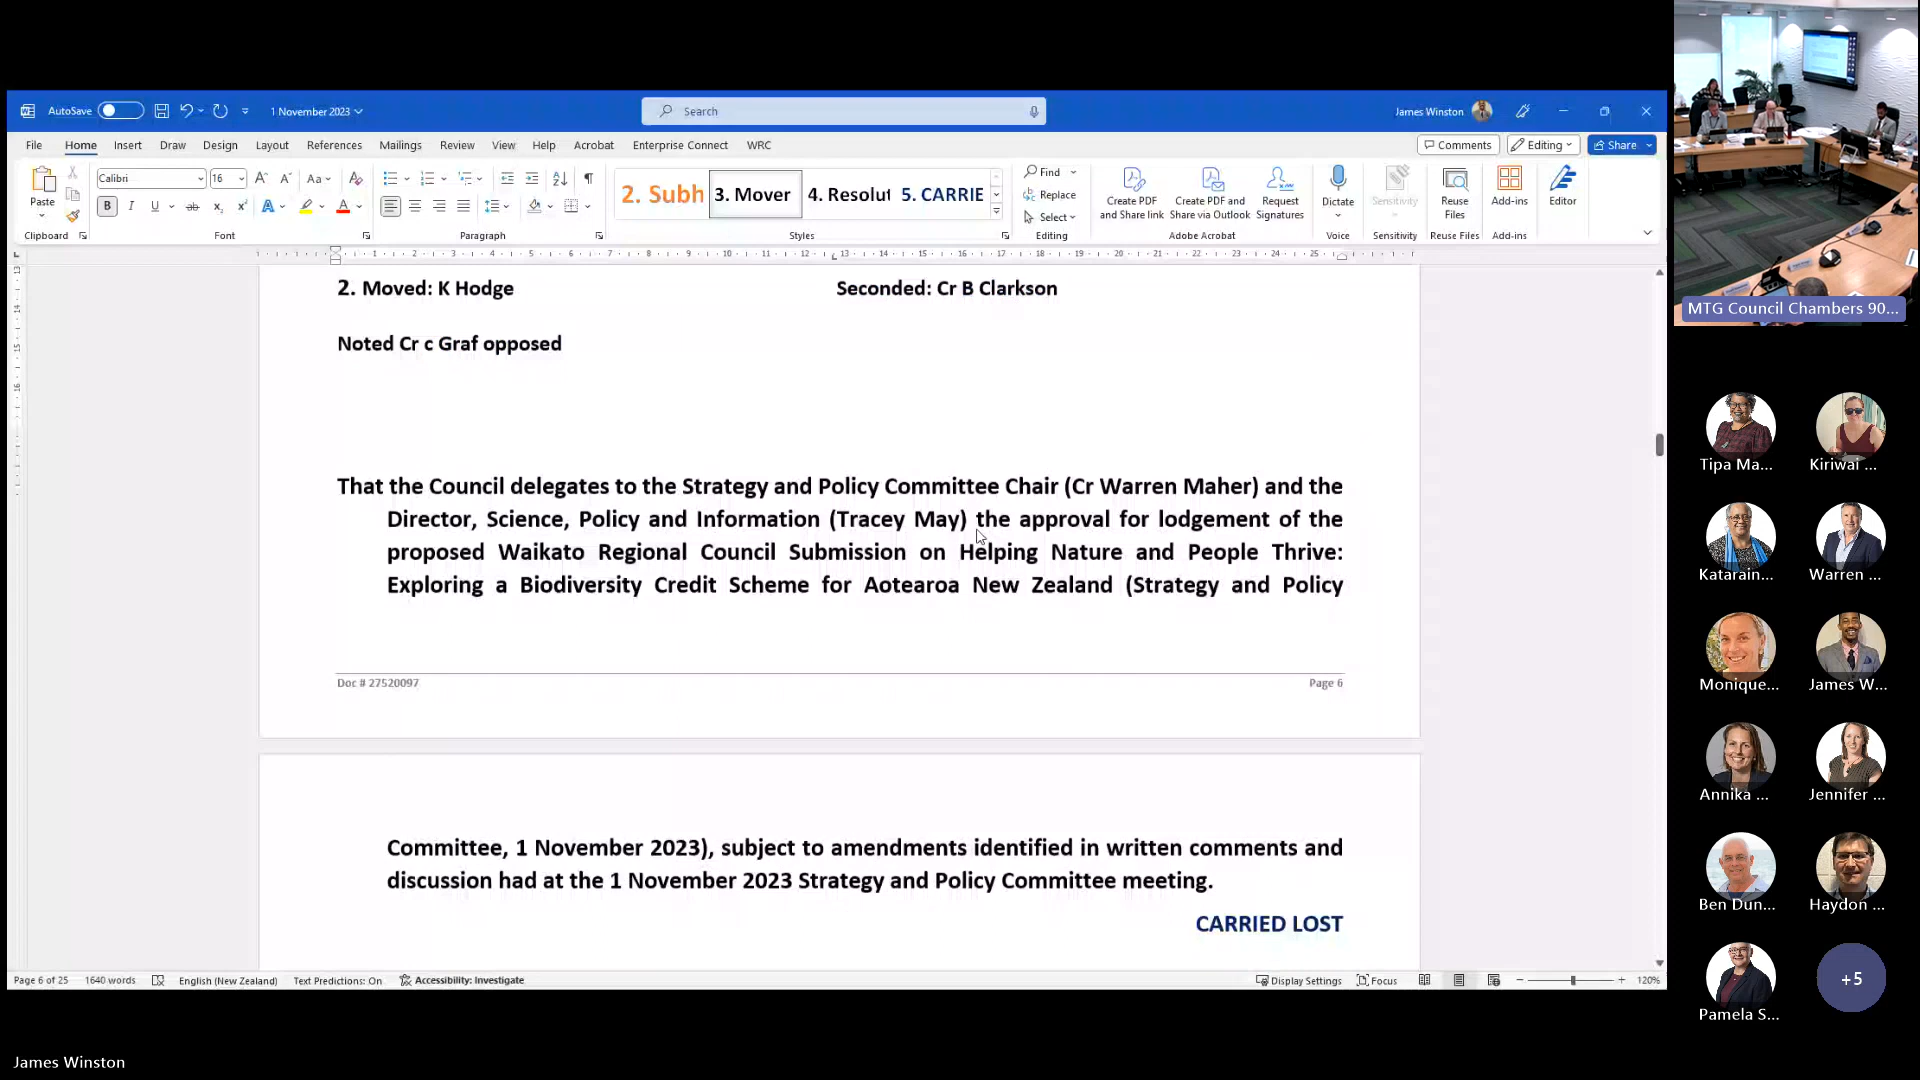 AutoSave
1 November 2023
Search
James Winston
File Home Insert Draw Design Layout References Mailings Review View Help Acrobat Enterprise Connect WRC
Comments Editing Share
Paste
Clipboard
Calibri 16
Font
Paragraph
2. Subh 3. Mover 4. Resolut 5. CARRIE
Styles
Find
Replace
Select
Editing
Create PDF and Share link
Create PDF and Share via Outlook
Request Signatures
Adobe Acrobat
Dictate
Voice
Sensitivity
Sensitivity
Reuse Files
Reuse Files
Add-ins
Add-ins
Editor
2. Moved: K Hodge Seconded: Cr B Clarkson
Noted Cr c Graf opposed
That the Council delegates to the Strategy and Policy Committee Chair (Cr Warren Maher) and the
Director, Science, Policy and Information (Tracey May) the approval for lodgement of the
proposed Waikato Regional Council Submission on Helping Nature and People Thrive:
Exploring a Biodiversity Credit Scheme for Aotearoa New Zealand (Strategy and Policy
Doc # 27520097 Page 6
Committee, 1 November 2023), subject to amendments identified in written comments and
discussion had at the 1 November 2023 Strategy and Policy Committee meeting.
CARRIED LOST
Page 6 of 25 1640 words English (New Zealand) Text Predictions: On Accessibility: Investigate Display Settings Focus 120%
James Winston
MTG Council Chambers 90...
Tipa Ma... Kiriwai ...
Katarain... Warren ...
Monique... James W...
Annika ... Jennifer ...
Ben Dun... Haydon ...
Pamela S... +5